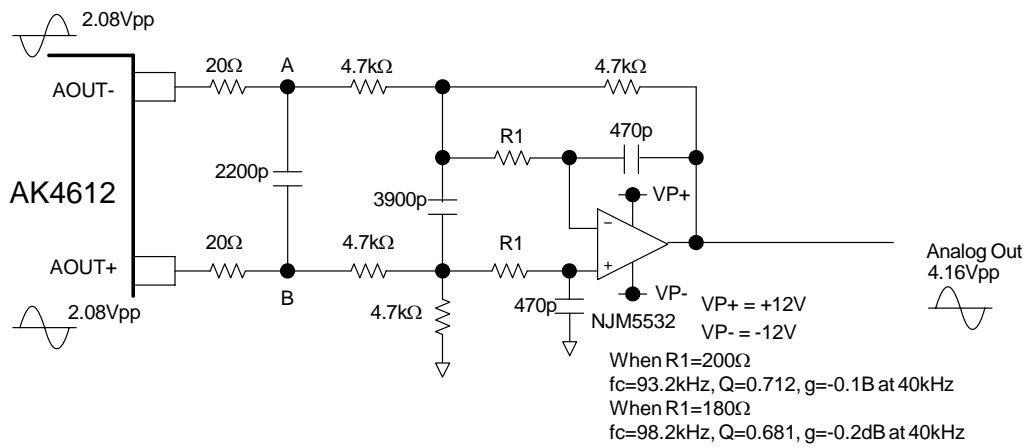 2.08Vpp
20Ω
A
4.7kΩ
4.7kΩ
AOUT-
R1
470p
2200p
VP+
AK4612
3900p
20Ω
4.7kΩ
R1
AOUT+
B
Analog Out
4.16Vpp
2.08Vpp
4.7kΩ
470p
VP-
NJM5532
VP+ = +12V
VP- = -12V
When R1=200Ω
fc=93.2kHz, Q=0.712, g=-0.1B at 40kHz
When R1=180Ω
fc=98.2kHz, Q=0.681, g=-0.2dB at 40kHz